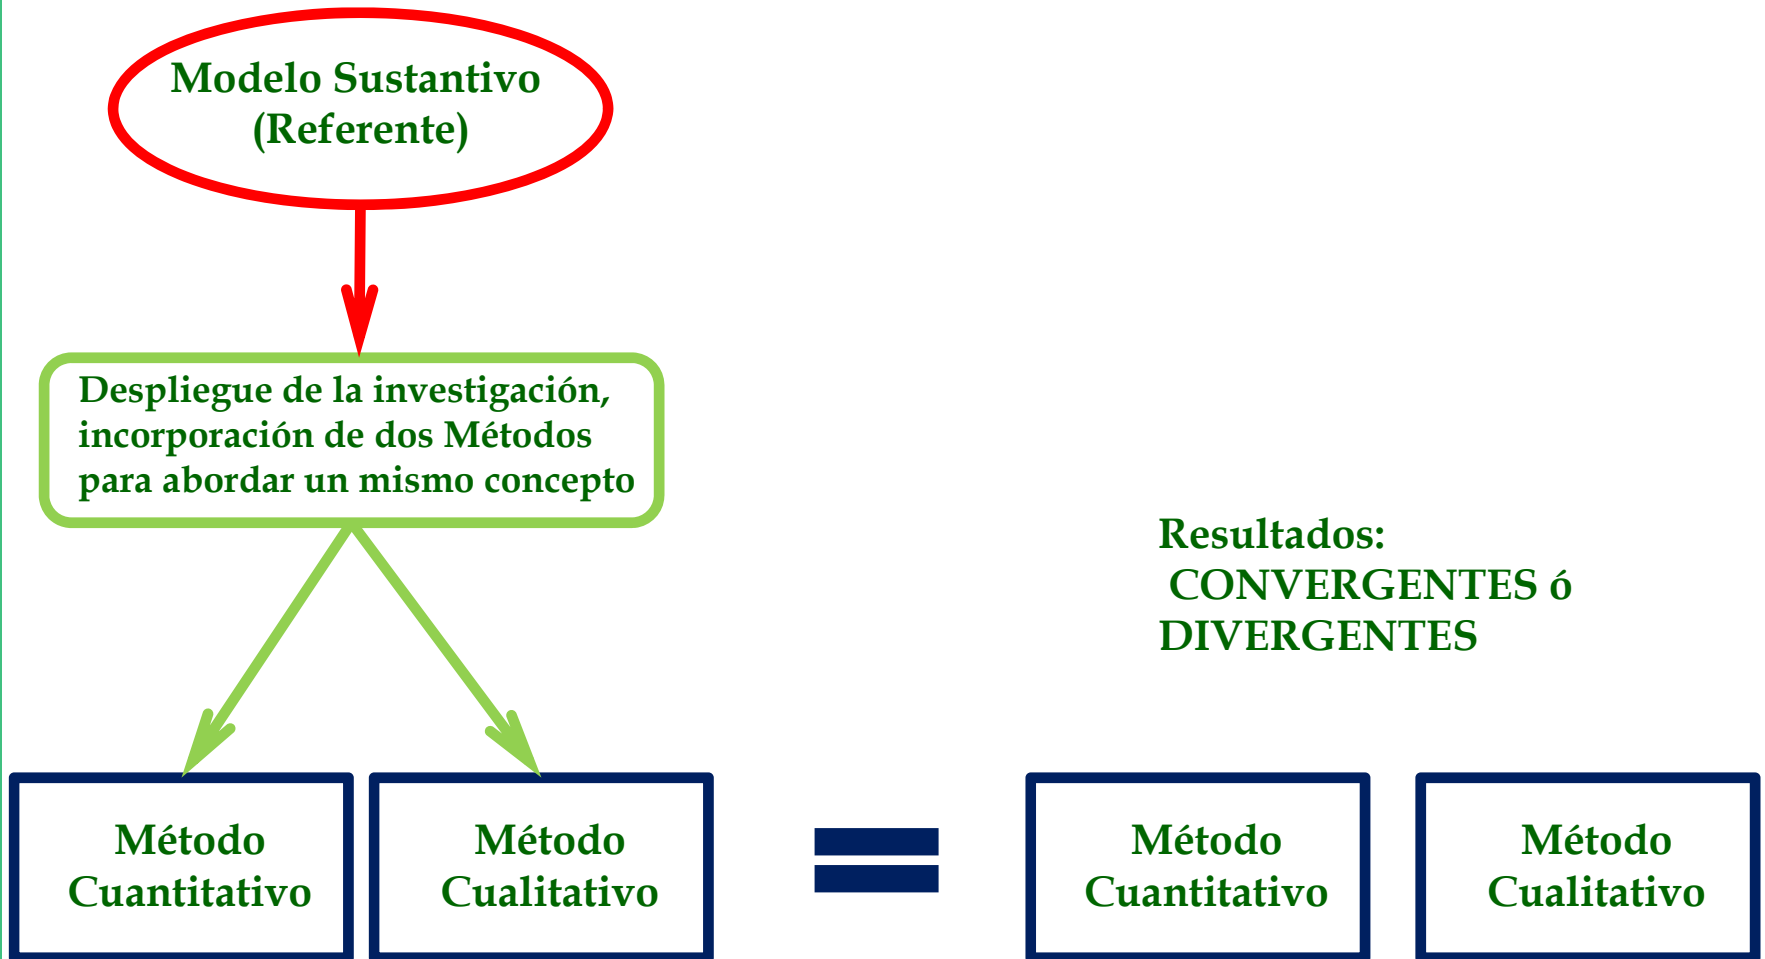 Modelo Sustantivo
(Referente)
Despliegue de la investigación,
incorporación de dos Métodos
para abordar un mismo concepto
Resultados:
CONVERGENTES ó
DIVERGENTES
Método
Cuantitativo
Método
Cualitativo
Método
Cuantitativo
Método
Cualitativo